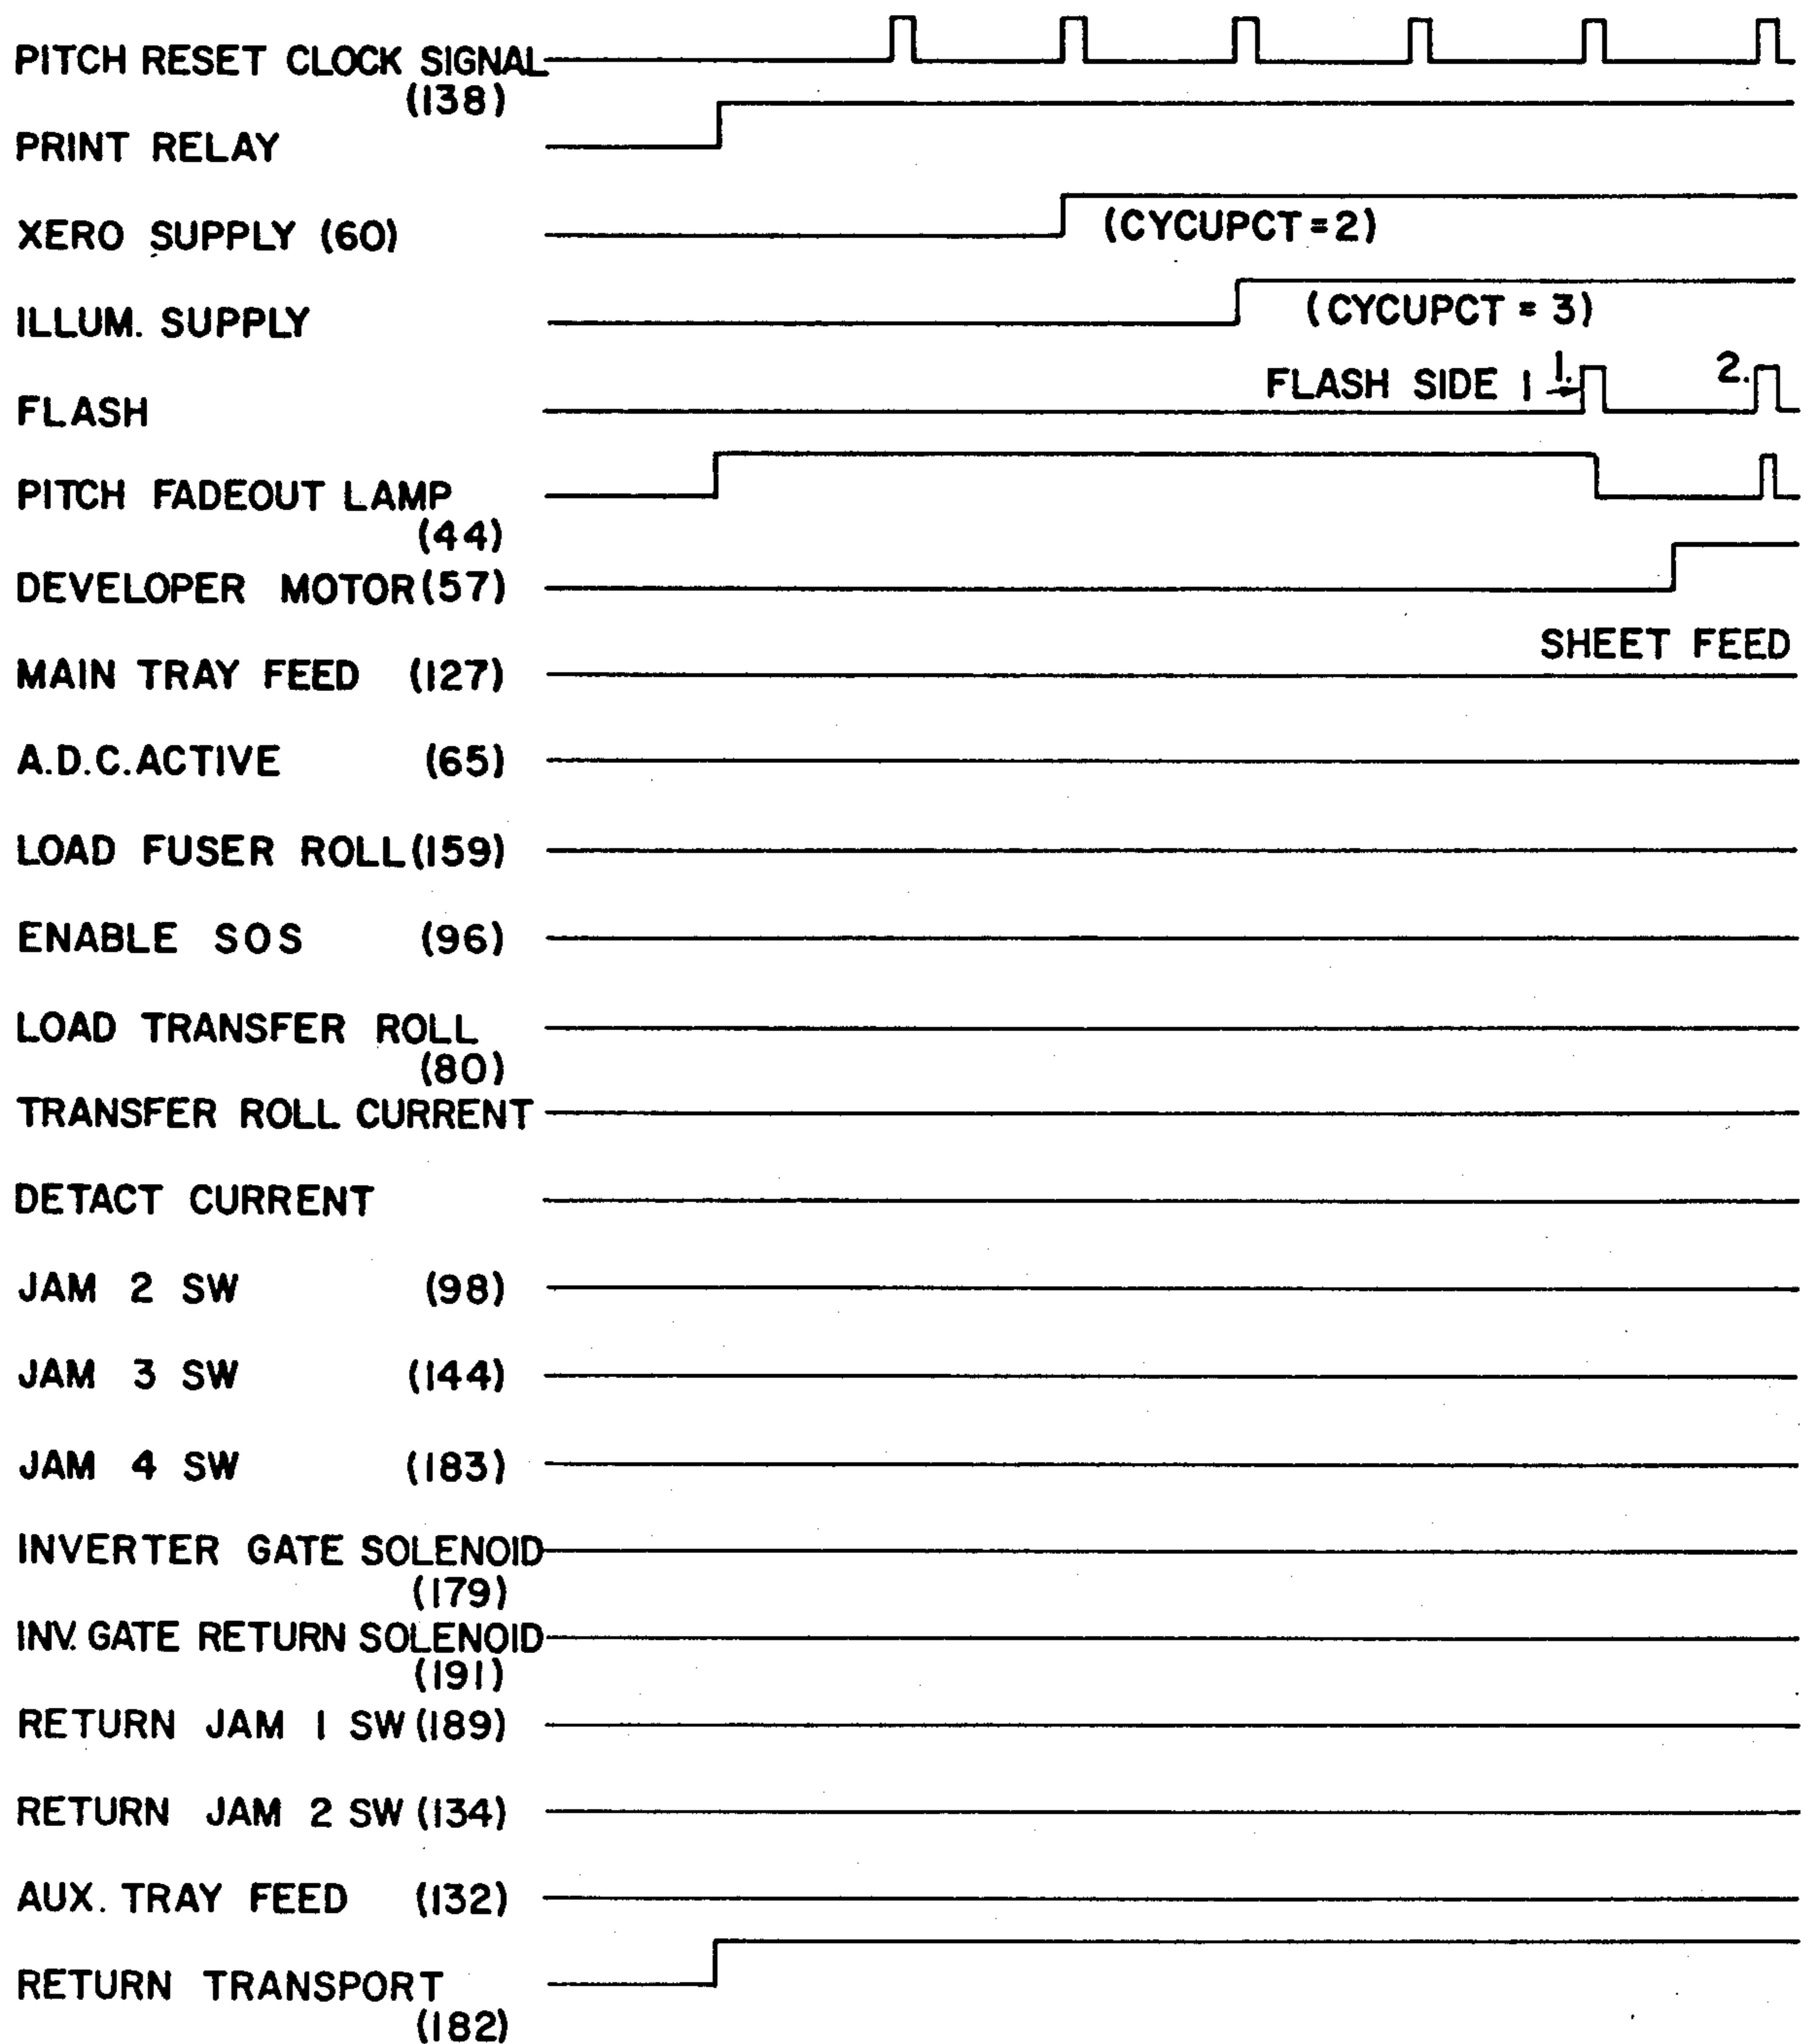 PITCH RESET CLOCK SIGNAL
(138)
PRINT RELAY
XERO SUPPLY (60)
(CYCUPCT=2)
ILLUM. SUPPLY
(CYCUPCT = 3)
FLASH SIDE 1 1. 2.
FLASH
PITCH FADEOUT LAMP
(44)
DEVELOPER MOTOR (57)
SHEET FEED
MAIN TRAY FEED (127)
A.D.C. ACTIVE (65)
LOAD FUSER ROLL (159)
ENABLE SOS (96)
LOAD TRANSFER ROLL
(80)
TRANSFER ROLL CURRENT
DETACT CURRENT
JAM 2 SW (98)
JAM 3 SW (144)
JAM 4 SW (183)
INVERTER GATE SOLENOID
(179)
INV. GATE RETURN SOLENOID
(191)
RETURN JAM 1 SW (189)
RETURN JAM 2 SW (134)
AUX. TRAY FEED (132)
RETURN TRANSPORT
(182)